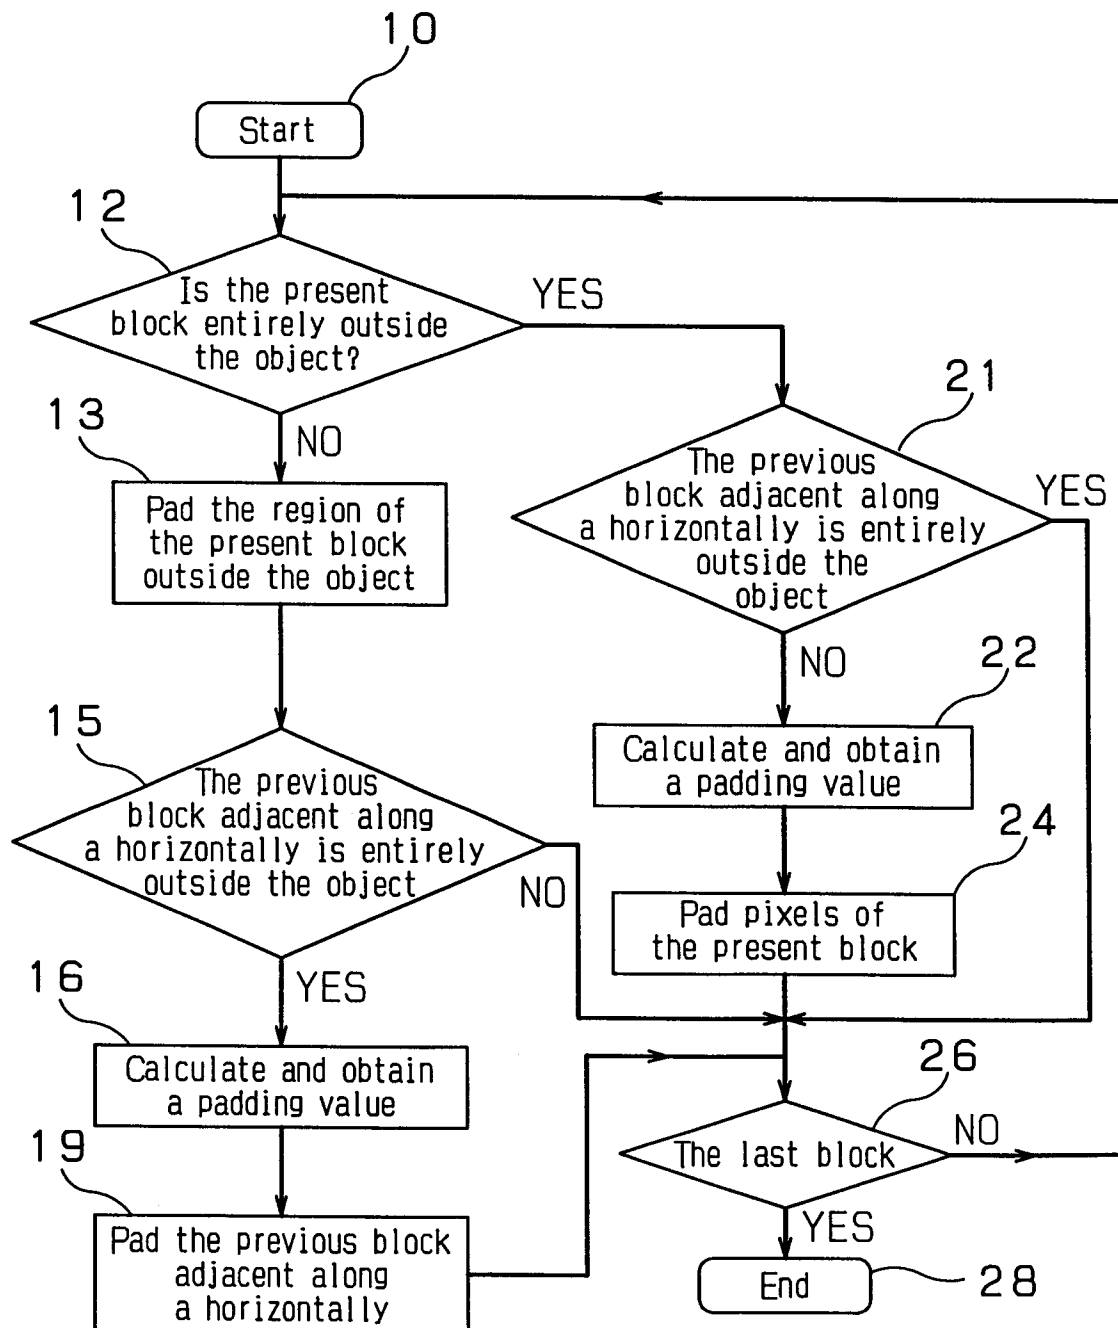 10
Start
12
Is the present
block entirely outside
the object?
YES
NO
13
Pad the region of
the present block
outside the object
21
The previous
block adjacent along
a horizontally is entirely
outside the
object
YES
NO
15
The previous
block adjacent along
a horizontally is entirely
outside the object
NO
YES
22
Calculate and obtain
a padding value
24
Pad pixels of
the present block
16
Calculate and obtain
a padding value
19
Pad the previous block
adjacent along
a horizontally
26
The last block
NO
YES
End
28